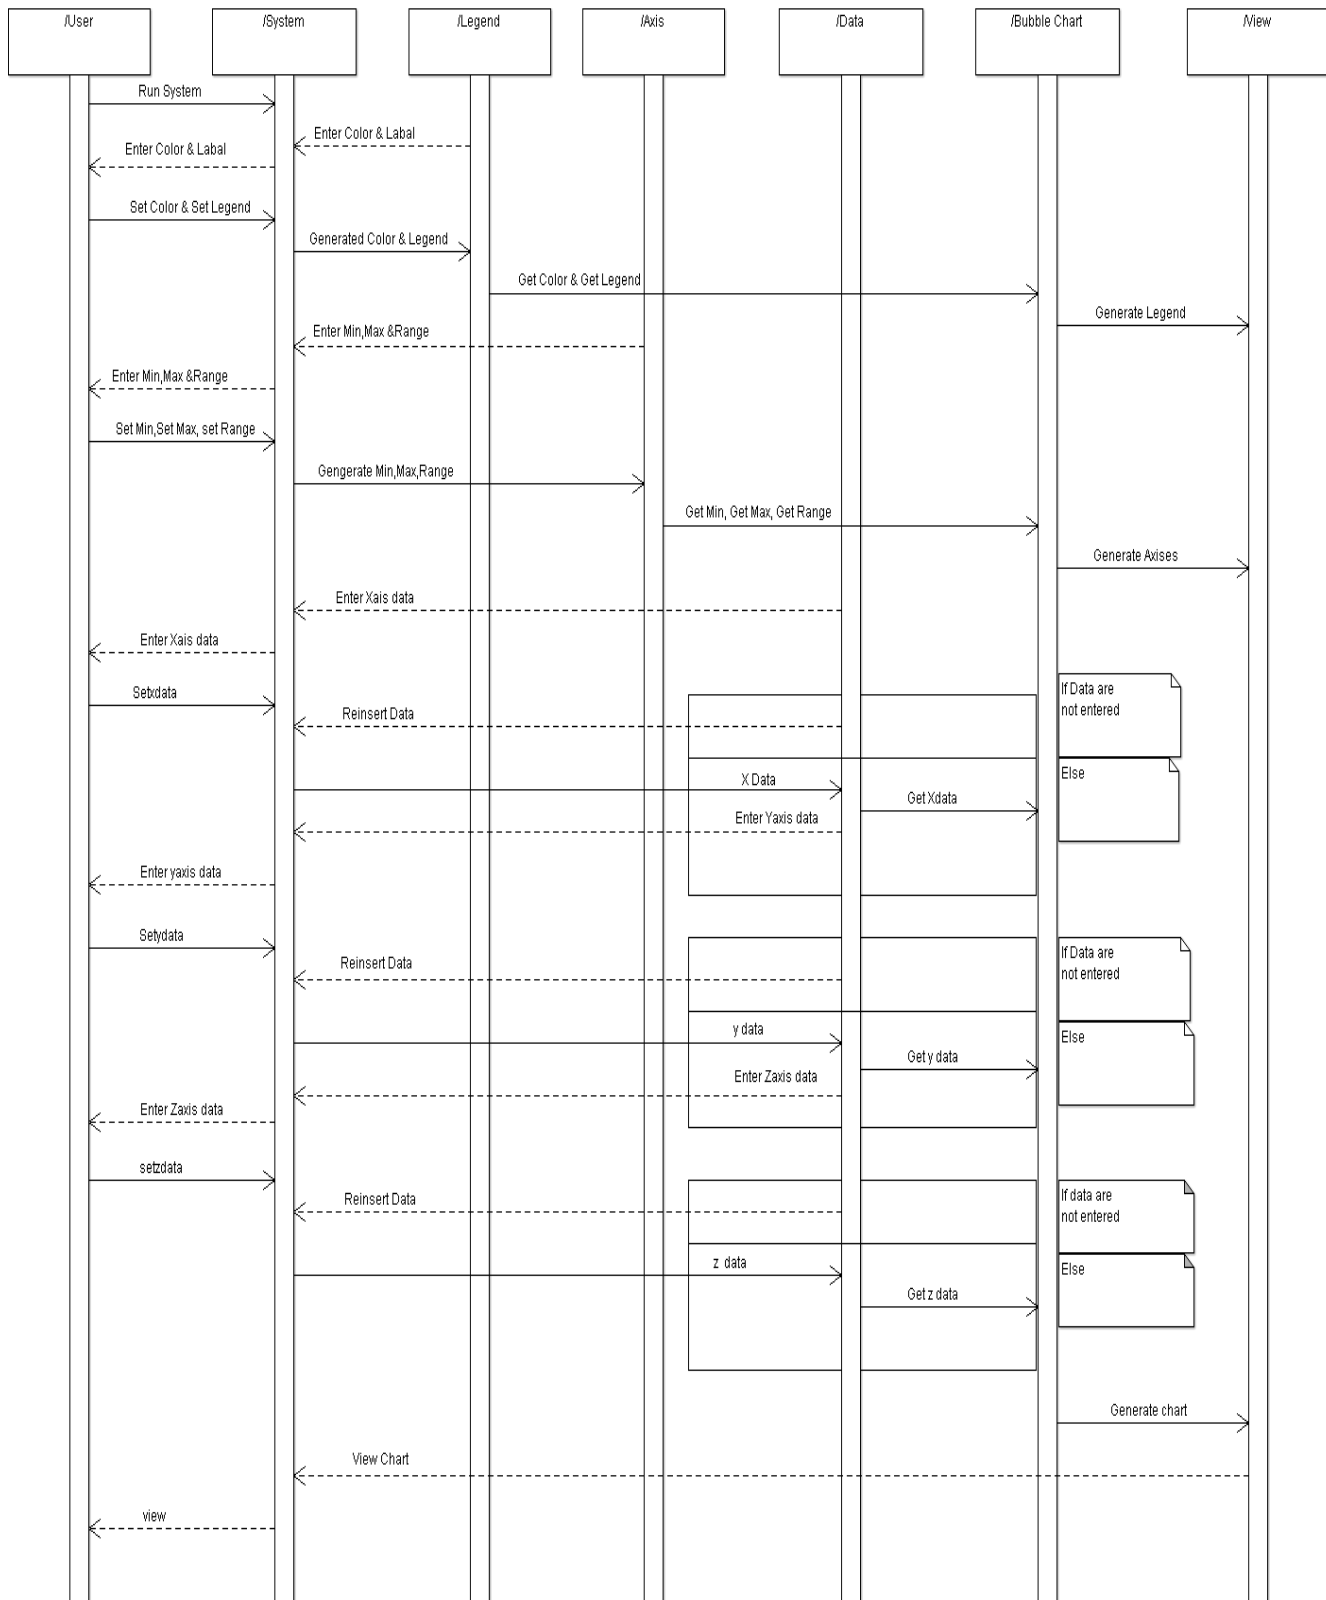 /User
/System
/Legend
/Axis
/Data
/Bubble Chart
/View
Run System
Enter Color & Labal
Enter Color & Labal
Set Color & Set Legend
Generated Color & Legend
Get Color & Get Legend
Generate Legend
Enter Min,Max &Range
Enter Min,Max &Range
Set Min,Set Max, set Range
Gengerate Min,Max,Range
Get Min, Get Max, Get Range
Generate Axises
Enter Xais data
Enter Xais data
Setxdata
If Data are
not entered
Reinsert Data
Else
X Data
Get Xdata
Enter Yaxis data
Enter yaxis data
Setydata
If Data are
not entered
Reinsert Data
y data
Else
Get y data
Enter Zaxis data
Enter Zaxis data
setzdata
If data are
not entered
Reinsert Data
z data
Else
Get z data
Generate chart
View Chart
view